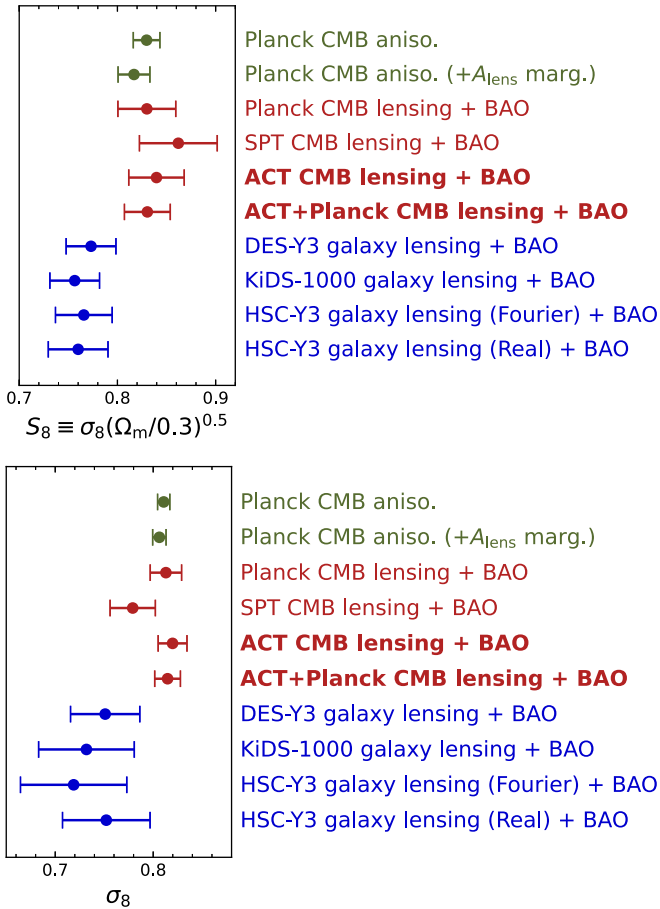 Planck CMB aniso.
Planck CMB aniso. (+A_lens marg.)
Planck CMB lensing + BAO
SPT CMB lensing + BAO
ACT CMB lensing + BAO
ACT+Planck CMB lensing + BAO
DES-Y3 galaxy lensing + BAO
KiDS-1000 galaxy lensing + BAO
HSC-Y3 galaxy lensing (Fourier) + BAO
HSC-Y3 galaxy lensing (Real) + BAO
0.7 0.8 0.9
S_8 ≡ σ_8(Ω_m/0.3)^0.5
Planck CMB aniso.
Planck CMB aniso. (+A_lens marg.)
Planck CMB lensing + BAO
SPT CMB lensing + BAO
ACT CMB lensing + BAO
ACT+Planck CMB lensing + BAO
DES-Y3 galaxy lensing + BAO
KiDS-1000 galaxy lensing + BAO
HSC-Y3 galaxy lensing (Fourier) + BAO
HSC-Y3 galaxy lensing (Real) + BAO
0.7 0.8
σ_8